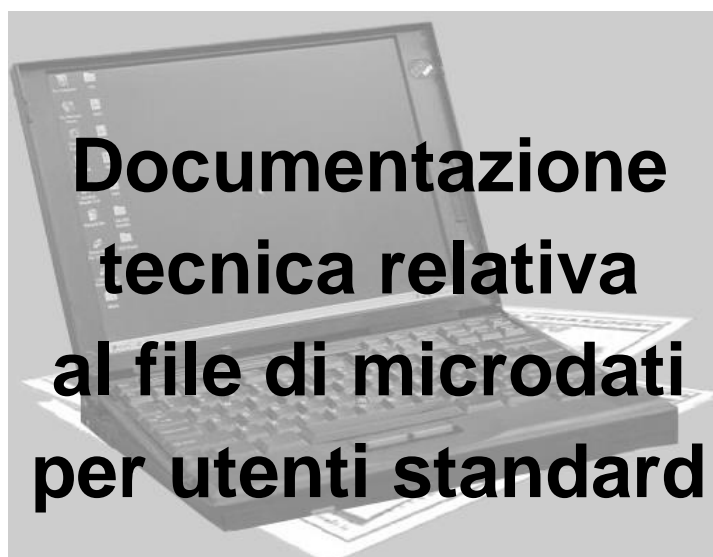 Documentazione
tecnica relativa
al file di microdati
per utenti standard